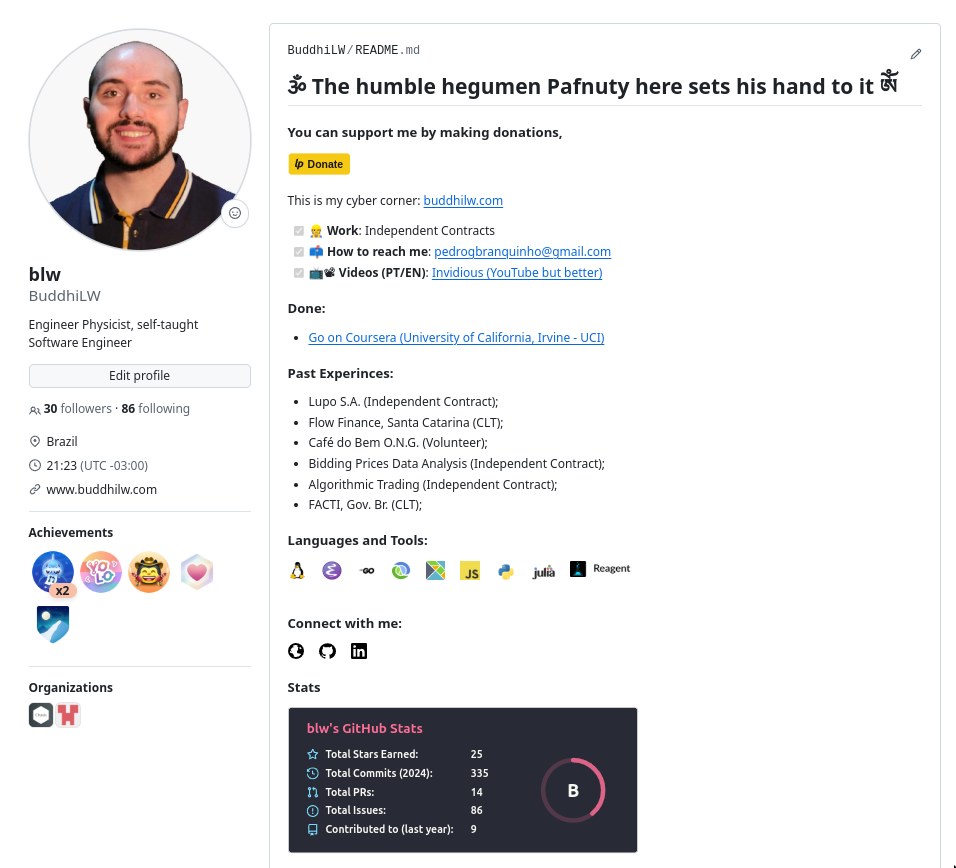 BuddhiLW/README.md
ॐ The humble hegumen Pafnuty here sets his hand to it ༀ
You can support me by making donations,
lp Donate
This is my cyber corner: buddhilw.com
Work: Independent Contracts
How to reach me: pedrogbranquinho@gmail.com
Videos (PT/EN): Invidious (YouTube but better)
Done:
Go on Coursera (University of California, Irvine - UCI)
Past Experinces:
Lupo S.A. (Independent Contract);
Flow Finance, Santa Catarina (CLT);
Café do Bem O.N.G. (Volunteer);
Bidding Prices Data Analysis (Independent Contract);
Algorithmic Trading (Independent Contract);
FACTI, Gov. Br. (CLT);
Languages and Tools:
GO JS julia Reagent
Connect with me:
in
Stats
blw's GitHub Stats
Total Stars Earned: 25
Total Commits (2024): 335
Total PRs: 14
Total Issues: 86
Contributed to (last year): 9
B
blw
BuddhiLW
Engineer Physicist, self-taught
Software Engineer
Edit profile
30 followers · 86 following
Brazil
21:23 (UTC -03:00)
www.buddhilw.com
Achievements
x2
YOLO
Organizations